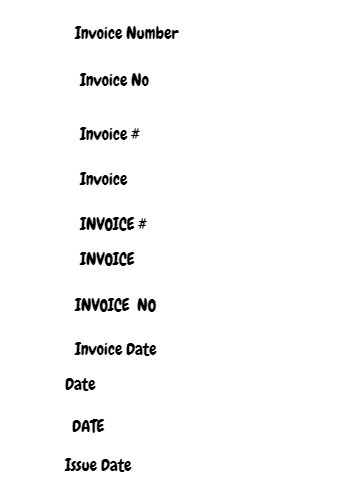 Invoice Number
Invoice No
Invoice #
Invoice
INVOICE #
INVOICE
INVOICE NO
Invoice Date
Date
DATE
Issue Date